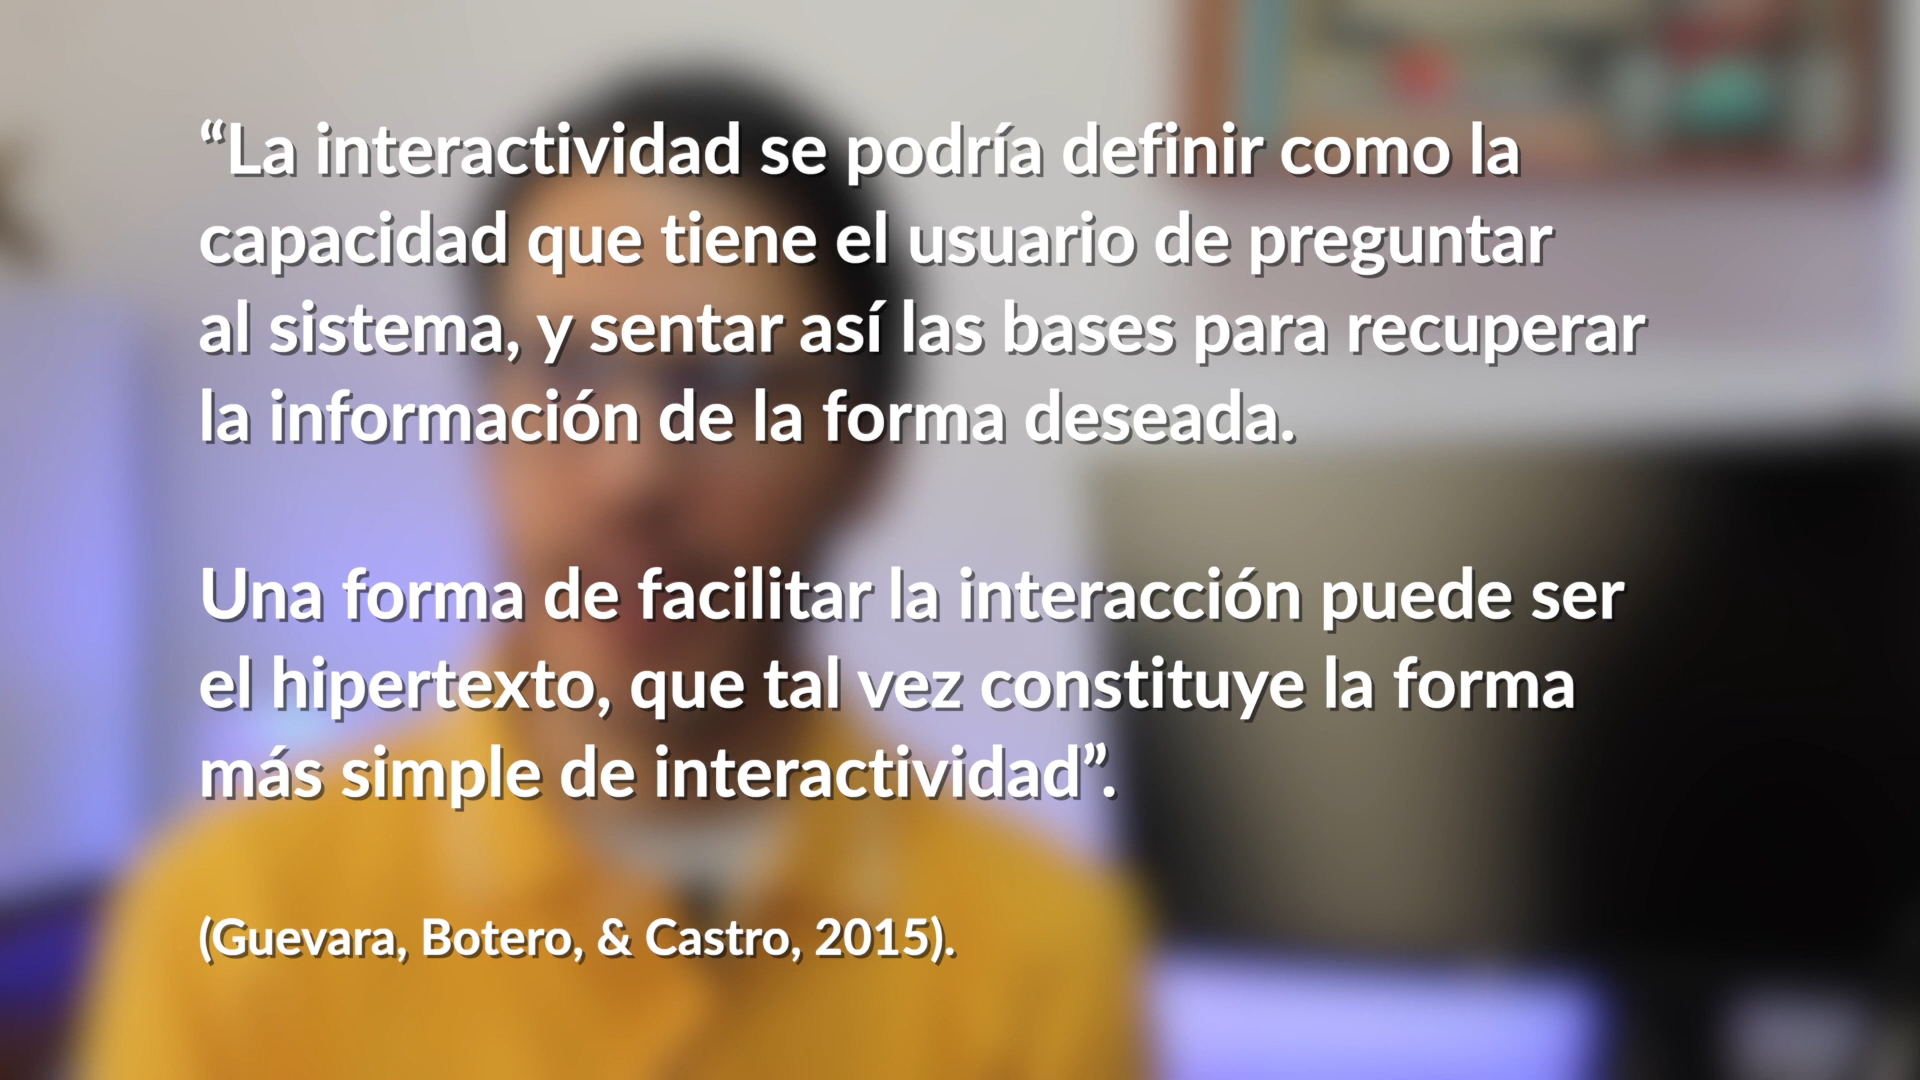 “La interactividad se podría definir como la
capacidad que tiene el usuario de preguntar
al sistema, y sentar así las bases para recuperar
la información de la forma deseada.
Una forma de facilitar la interacción puede ser
el hipertexto, que tal vez constituye la forma
más simple de interactividad”.
(Guevara, Botero, & Castro, 2015).